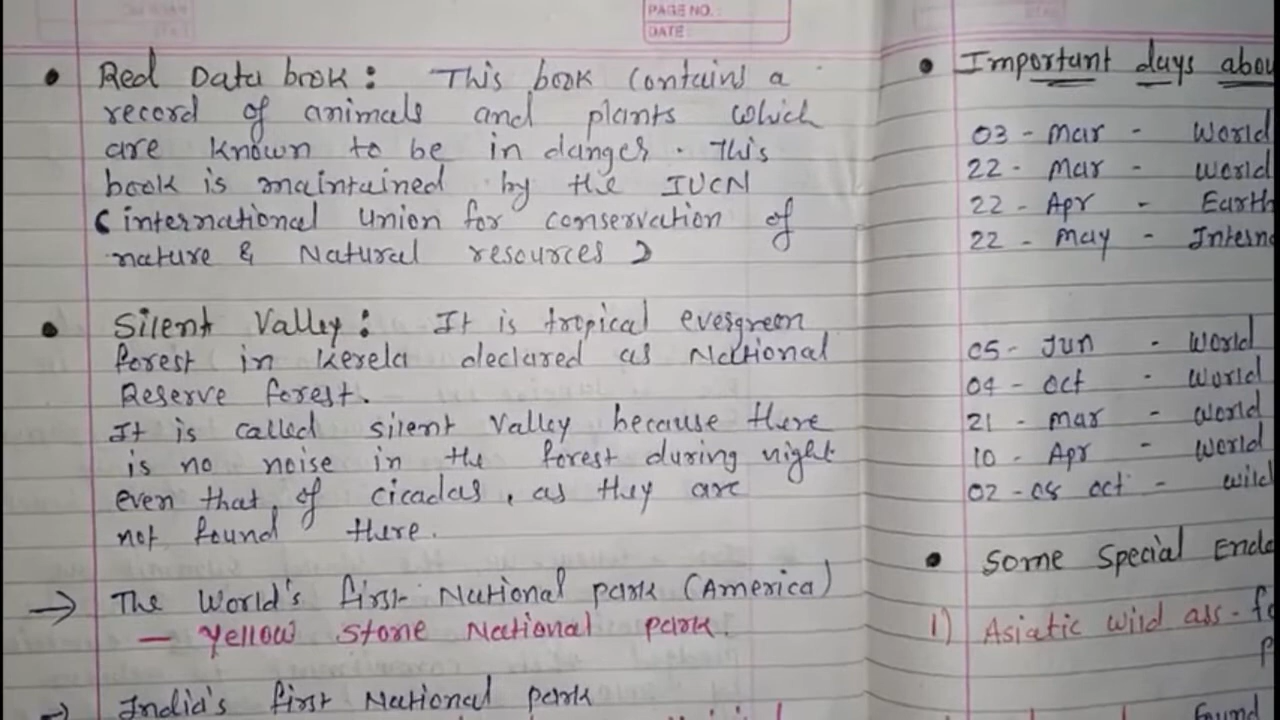 PAGE NO.:
DATE:
• Red Data book : This book contains a
record of animals and plants which
are known to be in danger. This
book is maintained by the IUCN
(international Union for conservation of
nature & Natural resources)
• Silent Valley : It is tropical evergreen
forest in Kerela declared as National
Reserve forest.
It is called silent Valley because there
is no noise in the forest during night
even that of cicadas, as they are
not found there.
→ The World's first National park (America)
— Yellow stone National park.
→ India's first National park
• Important days abou
03 - Mar - World
22 - Mar - World
22 - Apr - Earth
22 - May - Intern
05 - Jun - World
04 - Oct - World
21 - Mar - World
10 - Apr - World
02 - 08 Oct - Wild
• Some Special Enda
1) Asiatic wild ass - fo
found